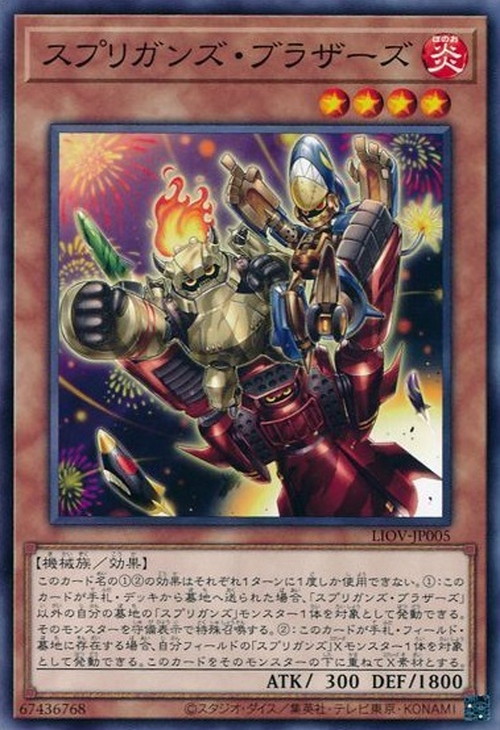 スプリガンズ・ブラザーズ
炎
LIOV-JP005
【機械族／効果】
このカード名の①②の効果はそれぞれ1ターンに1度しか使用できない。①：この
カードが手札・デッキから墓地へ送られた場合、「スプリガンズ・ブラザーズ」
以外の自分の墓地の「スプリガンズ」モンスター1体を対象として発動できる。
そのモンスターを守備表示で特殊召喚する。②：このカードが手札・フィールド・
墓地に存在する場合、自分フィールドの「スプリガンズ」Xモンスター1体を対象
として発動できる。このカードをそのモンスターの下に重ねてX素材とする。
ATK/ 300 DEF/1800
67436768
©スタジオ・ダイス／集英社・テレビ東京・KONAMI